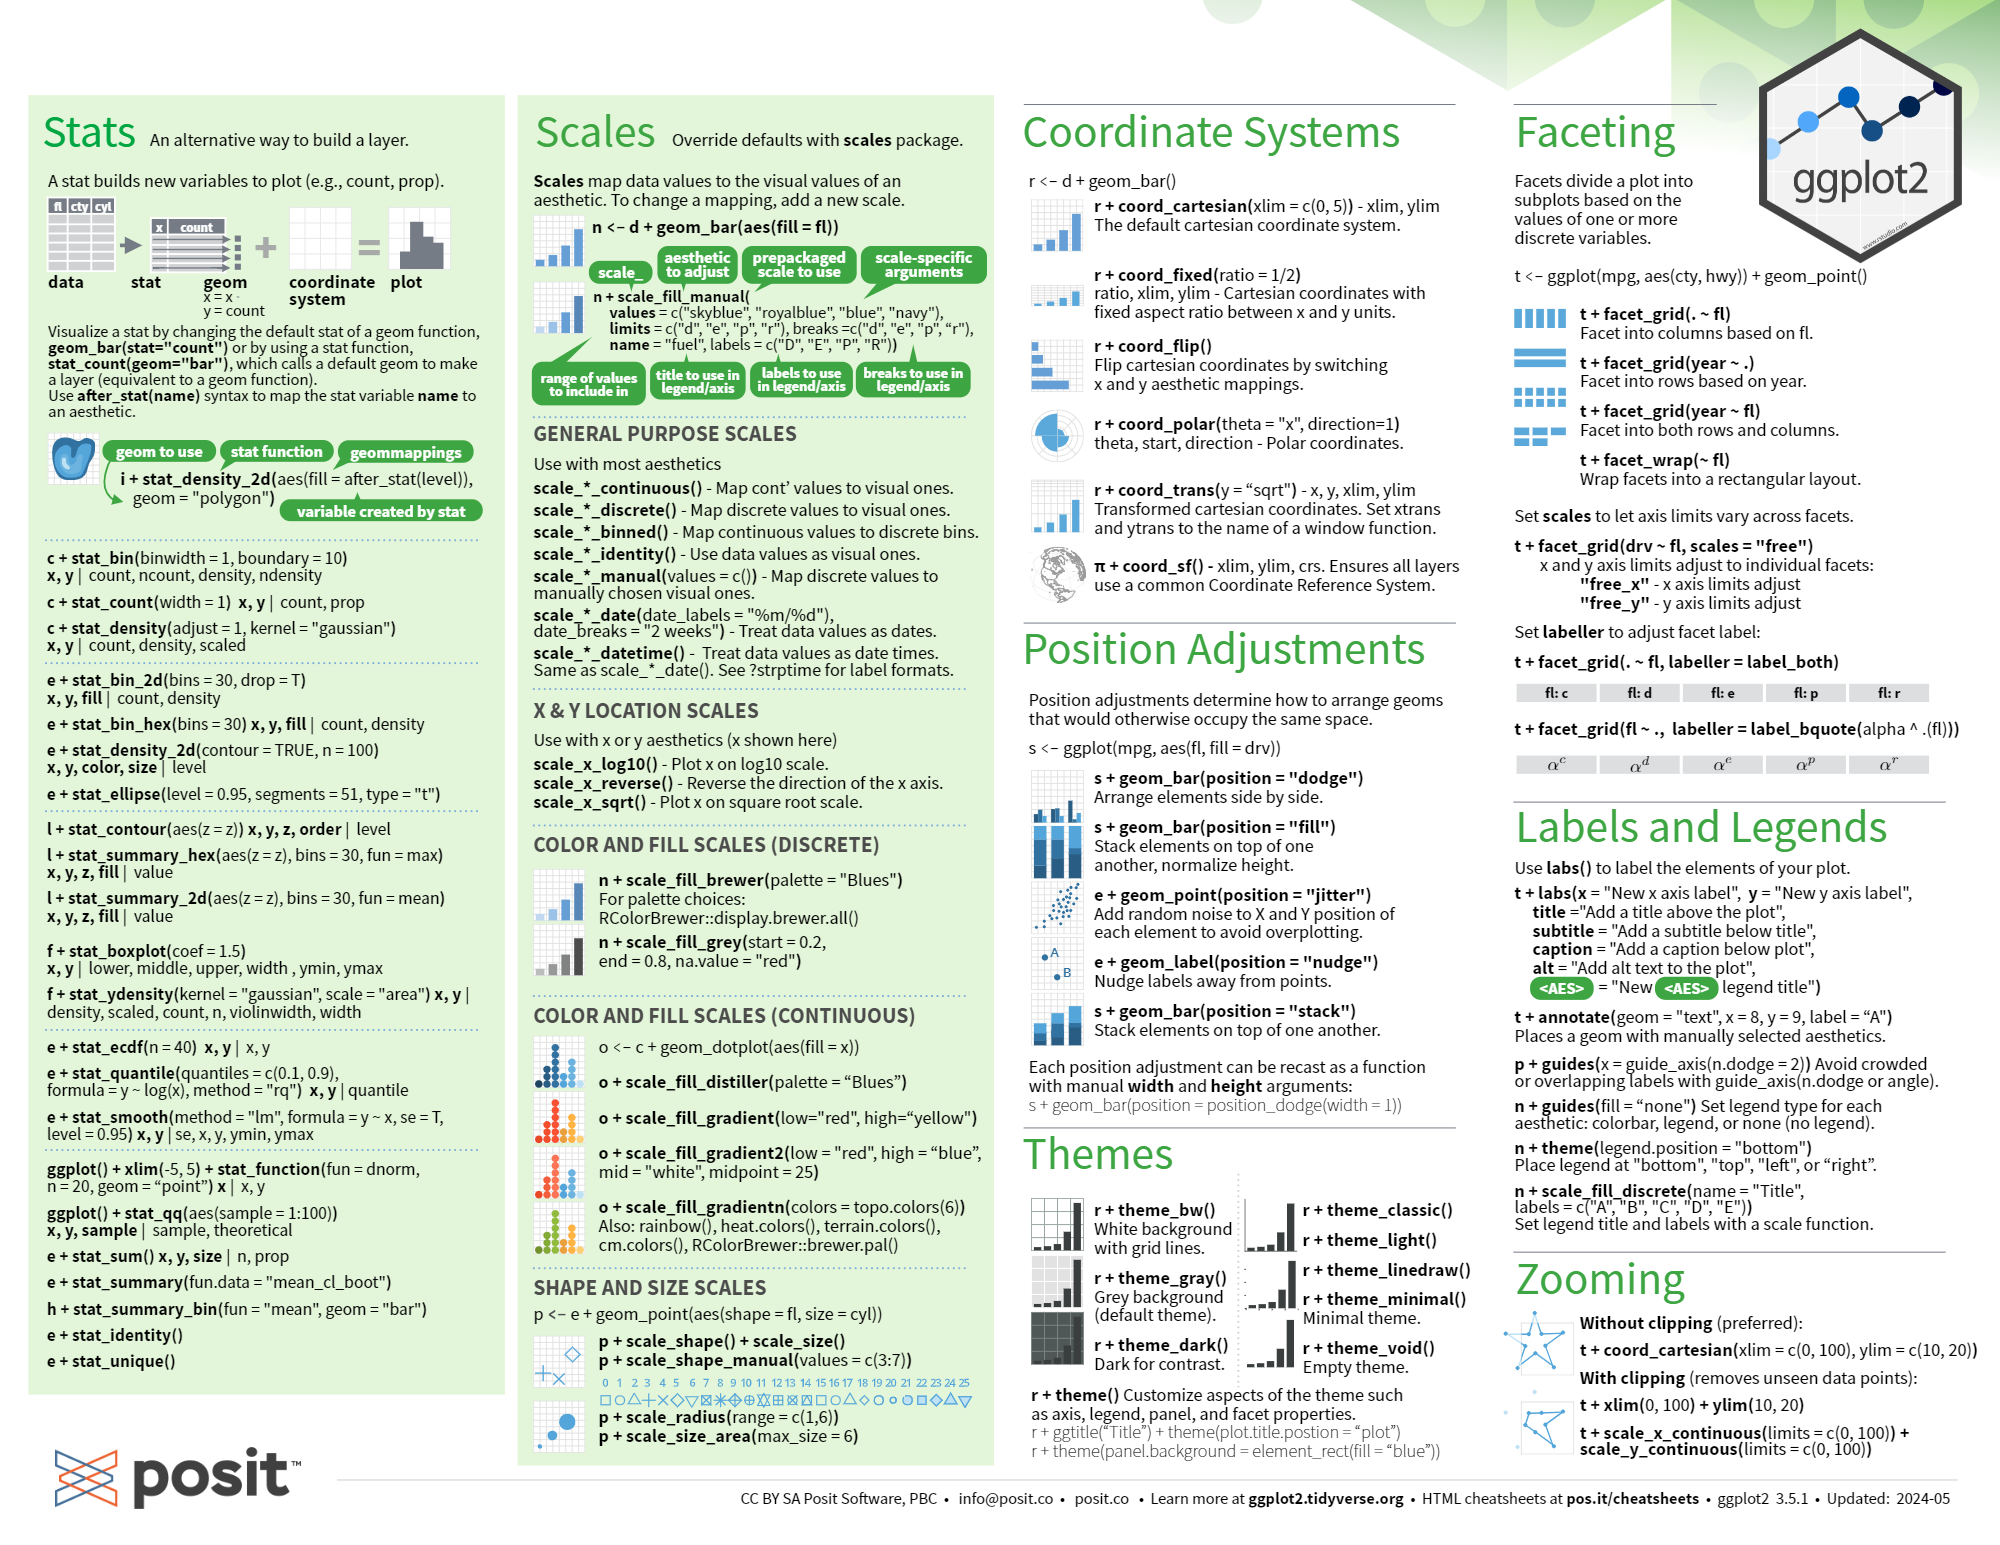 Stats An alternative way to build a layer.
A stat builds new variables to plot (e.g., count, prop).
fl cty cyl
x count
data stat geom coordinate plot
x = x · system
y = count
Visualize a stat by changing the default stat of a geom function,
geom_bar(stat="count") or by using a stat function,
stat_count(geom="bar"), which calls a default geom to make
a layer (equivalent to a geom function).
Use after_stat(name) syntax to map the stat variable name to
an aesthetic.
geom to use stat function geommappings
i + stat_density_2d(aes(fill = after_stat(level)),
geom = "polygon")
variable created by stat
c + stat_bin(binwidth = 1, boundary = 10)
x, y | count, ncount, density, ndensity
c + stat_count(width = 1) x, y | count, prop
c + stat_density(adjust = 1, kernel = "gaussian")
x, y | count, density, scaled
e + stat_bin_2d(bins = 30, drop = T)
x, y, fill | count, density
e + stat_bin_hex(bins = 30) x, y, fill | count, density
e + stat_density_2d(contour = TRUE, n = 100)
x, y, color, size | level
e + stat_ellipse(level = 0.95, segments = 51, type = "t")
l + stat_contour(aes(z = z)) x, y, z, order | level
l + stat_summary_hex(aes(z = z), bins = 30, fun = max)
x, y, z, fill | value
l + stat_summary_2d(aes(z = z), bins = 30, fun = mean)
x, y, z, fill | value
f + stat_boxplot(coef = 1.5)
x, y | lower, middle, upper, width , ymin, ymax
f + stat_ydensity(kernel = "gaussian", scale = "area") x, y |
density, scaled, count, n, violinwidth, width
e + stat_ecdf(n = 40) x, y | x, y
e + stat_quantile(quantiles = c(0.1, 0.9),
formula = y ~ log(x), method = "rq") x, y | quantile
e + stat_smooth(method = "lm", formula = y ~ x, se = T,
level = 0.95) x, y | se, x, y, ymin, ymax
ggplot() + xlim(-5, 5) + stat_function(fun = dnorm,
n = 20, geom = “point”) x | x, y
ggplot() + stat_qq(aes(sample = 1:100))
x, y, sample | sample, theoretical
e + stat_sum() x, y, size | n, prop
e + stat_summary(fun.data = "mean_cl_boot")
h + stat_summary_bin(fun = "mean", geom = "bar")
e + stat_identity()
e + stat_unique()
Scales Override defaults with scales package.
Scales map data values to the visual values of an
aesthetic. To change a mapping, add a new scale.
n <- d + geom_bar(aes(fill = fl))
scale_ aesthetic to adjust prepackaged scale to use scale-specific arguments
n + scale_fill_manual(
values = c("skyblue", "royalblue", "blue", "navy"),
limits = c("d", "e", "p", "r"), breaks =c("d", "e", "p", “r"),
name = "fuel", labels = c("D", "E", "P", "R"))
range of values to include in title to use in legend/axis labels to use in legend/axis breaks to use in legend/axis
GENERAL PURPOSE SCALES
Use with most aesthetics
scale_*_continuous() - Map cont’ values to visual ones.
scale_*_discrete() - Map discrete values to visual ones.
scale_*_binned() - Map continuous values to discrete bins.
scale_*_identity() - Use data values as visual ones.
scale_*_manual(values = c()) - Map discrete values to
manually chosen visual ones.
scale_*_date(date_labels = "%m/%d"),
date_breaks = "2 weeks") - Treat data values as dates.
scale_*_datetime() - Treat data values as date times.
Same as scale_*_date(). See ?strptime for label formats.
X & Y LOCATION SCALES
Use with x or y aesthetics (x shown here)
scale_x_log10() - Plot x on log10 scale.
scale_x_reverse() - Reverse the direction of the x axis.
scale_x_sqrt() - Plot x on square root scale.
COLOR AND FILL SCALES (DISCRETE)
n + scale_fill_brewer(palette = "Blues")
For palette choices:
RColorBrewer::display.brewer.all()
n + scale_fill_grey(start = 0.2,
end = 0.8, na.value = "red")
COLOR AND FILL SCALES (CONTINUOUS)
o <- c + geom_dotplot(aes(fill = x))
o + scale_fill_distiller(palette = “Blues”)
o + scale_fill_gradient(low="red", high=“yellow")
o + scale_fill_gradient2(low = "red", high = “blue”,
mid = "white", midpoint = 25)
o + scale_fill_gradientn(colors = topo.colors(6))
Also: rainbow(), heat.colors(), terrain.colors(),
cm.colors(), RColorBrewer::brewer.pal()
SHAPE AND SIZE SCALES
p <- e + geom_point(aes(shape = fl, size = cyl))
p + scale_shape() + scale_size()
p + scale_shape_manual(values = c(3:7))
0 1 2 3 4 5 6 7 8 9 10 11 12 13 14 15 16 17 18 19 20 21 22 23 24 25
p + scale_radius(range = c(1,6))
p + scale_size_area(max_size = 6)
Coordinate Systems
r <- d + geom_bar()
r + coord_cartesian(xlim = c(0, 5)) - xlim, ylim
The default cartesian coordinate system.
r + coord_fixed(ratio = 1/2)
ratio, xlim, ylim - Cartesian coordinates with
fixed aspect ratio between x and y units.
r + coord_flip()
Flip cartesian coordinates by switching
x and y aesthetic mappings.
r + coord_polar(theta = "x", direction=1)
theta, start, direction - Polar coordinates.
r + coord_trans(y = “sqrt") - x, y, xlim, ylim
Transformed cartesian coordinates. Set xtrans
and ytrans to the name of a window function.
π + coord_sf() - xlim, ylim, crs. Ensures all layers
use a common Coordinate Reference System.
Position Adjustments
Position adjustments determine how to arrange geoms
that would otherwise occupy the same space.
s <- ggplot(mpg, aes(fl, fill = drv))
s + geom_bar(position = "dodge")
Arrange elements side by side.
s + geom_bar(position = "fill")
Stack elements on top of one
another, normalize height.
e + geom_point(position = "jitter")
Add random noise to X and Y position of
each element to avoid overplotting.
A
B
e + geom_label(position = "nudge")
Nudge labels away from points.
s + geom_bar(position = "stack")
Stack elements on top of one another.
Each position adjustment can be recast as a function
with manual width and height arguments:
s + geom_bar(position = position_dodge(width = 1))
Themes
r + theme_bw()
White background
with grid lines.
r + theme_gray()
Grey background
(default theme).
r + theme_dark()
Dark for contrast.
r + theme_classic()
r + theme_light()
r + theme_linedraw()
r + theme_minimal()
Minimal theme.
r + theme_void()
Empty theme.
r + theme() Customize aspects of the theme such
as axis, legend, panel, and facet properties.
r + ggtitle(“Title”) + theme(plot.title.postion = “plot”)
r + theme(panel.background = element_rect(fill = “blue”))
Faceting
ggplot2
www.rstudio.com
Facets divide a plot into
subplots based on the
values of one or more
discrete variables.
t <- ggplot(mpg, aes(cty, hwy)) + geom_point()
t + facet_grid(. ~ fl)
Facet into columns based on fl.
t + facet_grid(year ~ .)
Facet into rows based on year.
t + facet_grid(year ~ fl)
Facet into both rows and columns.
t + facet_wrap(~ fl)
Wrap facets into a rectangular layout.
Set scales to let axis limits vary across facets.
t + facet_grid(drv ~ fl, scales = "free")
x and y axis limits adjust to individual facets:
"free_x" - x axis limits adjust
"free_y" - y axis limits adjust
Set labeller to adjust facet label:
t + facet_grid(. ~ fl, labeller = label_both)
fl: c fl: d fl: e fl: p fl: r
t + facet_grid(fl ~ ., labeller = label_bquote(alpha ^ .(fl)))
α^c α^d α^e α^p α^r
Labels and Legends
Use labs() to label the elements of your plot.
t + labs(x = "New x axis label", y = "New y axis label",
title ="Add a title above the plot",
subtitle = "Add a subtitle below title",
caption = "Add a caption below plot",
alt = "Add alt text to the plot",
<AES> = "New <AES> legend title")
t + annotate(geom = "text", x = 8, y = 9, label = “A")
Places a geom with manually selected aesthetics.
p + guides(x = guide_axis(n.dodge = 2)) Avoid crowded
or overlapping labels with guide_axis(n.dodge or angle).
n + guides(fill = “none") Set legend type for each
aesthetic: colorbar, legend, or none (no legend).
n + theme(legend.position = "bottom")
Place legend at "bottom", "top", "left", or “right”.
n + scale_fill_discrete(name = "Title",
labels = c("A", "B", "C", "D", "E"))
Set legend title and labels with a scale function.
Zooming
Without clipping (preferred):
t + coord_cartesian(xlim = c(0, 100), ylim = c(10, 20))
With clipping (removes unseen data points):
t + xlim(0, 100) + ylim(10, 20)
t + scale_x_continuous(limits = c(0, 100)) +
scale_y_continuous(limits = c(0, 100))
posit™
CC BY SA Posit Software, PBC • info@posit.co • posit.co • Learn more at ggplot2.tidyverse.org • HTML cheatsheets at pos.it/cheatsheets • ggplot2 3.5.1 • Updated: 2024-05